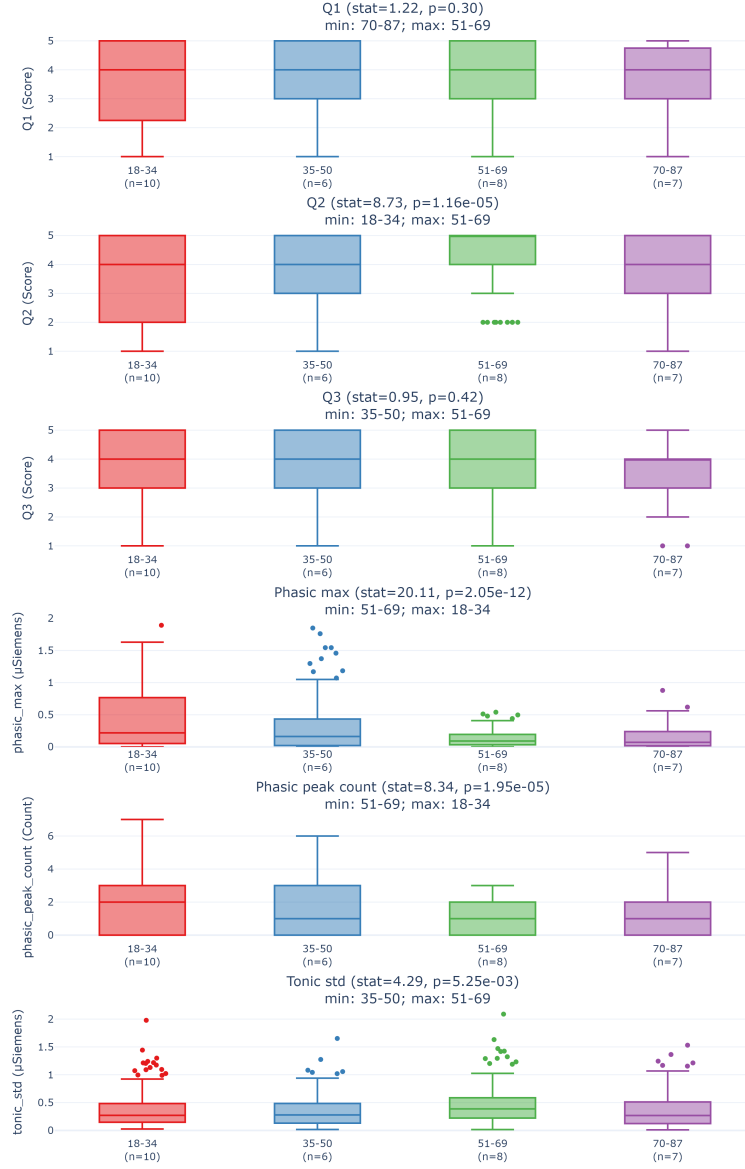 Q1 (stat=1.22, p=0.30)
min: 70-87; max: 51-69
Q1 (Score)
5
4
3
2
1
18-34 35-50 51-69 70-87
(n=10) (n=6) (n=8) (n=7)
Q2 (stat=8.73, p=1.16e-05)
min: 18-34; max: 51-69
Q2 (Score)
5
4
3
2
1
18-34 35-50 51-69 70-87
(n=10) (n=6) (n=8) (n=7)
Q3 (stat=0.95, p=0.42)
min: 35-50; max: 51-69
Q3 (Score)
5
4
3
2
1
18-34 35-50 51-69 70-87
(n=10) (n=6) (n=8) (n=7)
Phasic max (stat=20.11, p=2.05e-12)
min: 51-69; max: 18-34
phasic_max (µSiemens)
2
1.5
1
0.5
0
18-34 35-50 51-69 70-87
(n=10) (n=6) (n=8) (n=7)
Phasic peak count (stat=8.34, p=1.95e-05)
min: 51-69; max: 18-34
phasic_peak_count (Count)
6
4
2
0
18-34 35-50 51-69 70-87
(n=10) (n=6) (n=8) (n=7)
Tonic std (stat=4.29, p=5.25e-03)
min: 35-50; max: 51-69
tonic_std (µSiemens)
2
1.5
1
0.5
0
18-34 35-50 51-69 70-87
(n=10) (n=6) (n=8) (n=7)